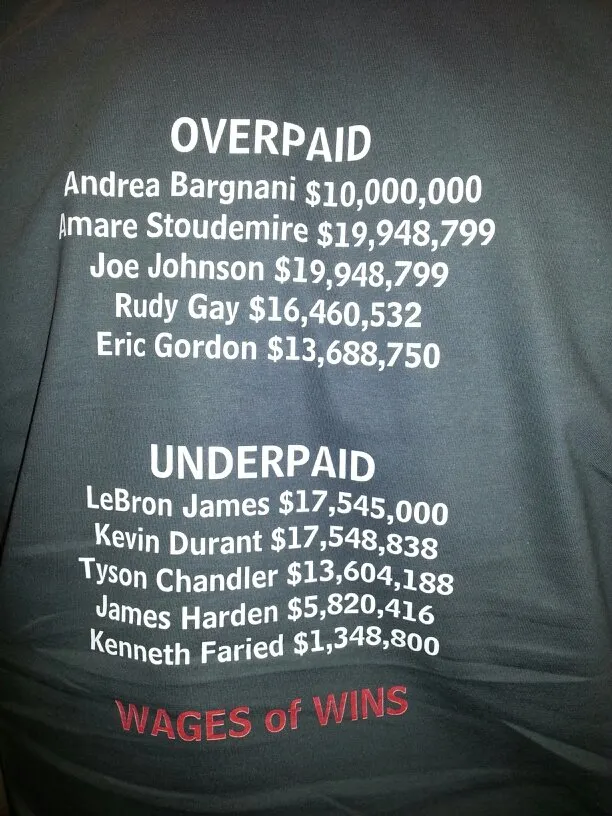 OVERPAID
Andrea Bargnani $10,000,000
Amare Stoudemire $19,948,799
Joe Johnson $19,948,799
Rudy Gay $16,460,532
Eric Gordon $13,688,750
UNDERPAID
LeBron James $17,545,000
Kevin Durant $17,548,838
Tyson Chandler $13,604,188
James Harden $5,820,416
Kenneth Faried $1,348,800
WAGES of WINS